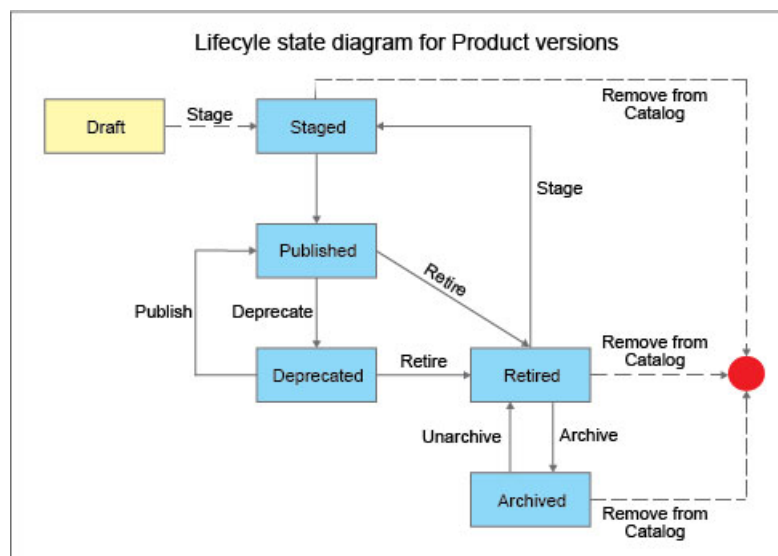 Lifecyle state diagram for Product versions
Draft
Stage
Staged
Remove from
Catalog
Stage
Published
Retire
Publish
Deprecate
Deprecated
Retire
Retired
Remove from
Catalog
Unarchive
Archive
Archived
Remove from
Catalog